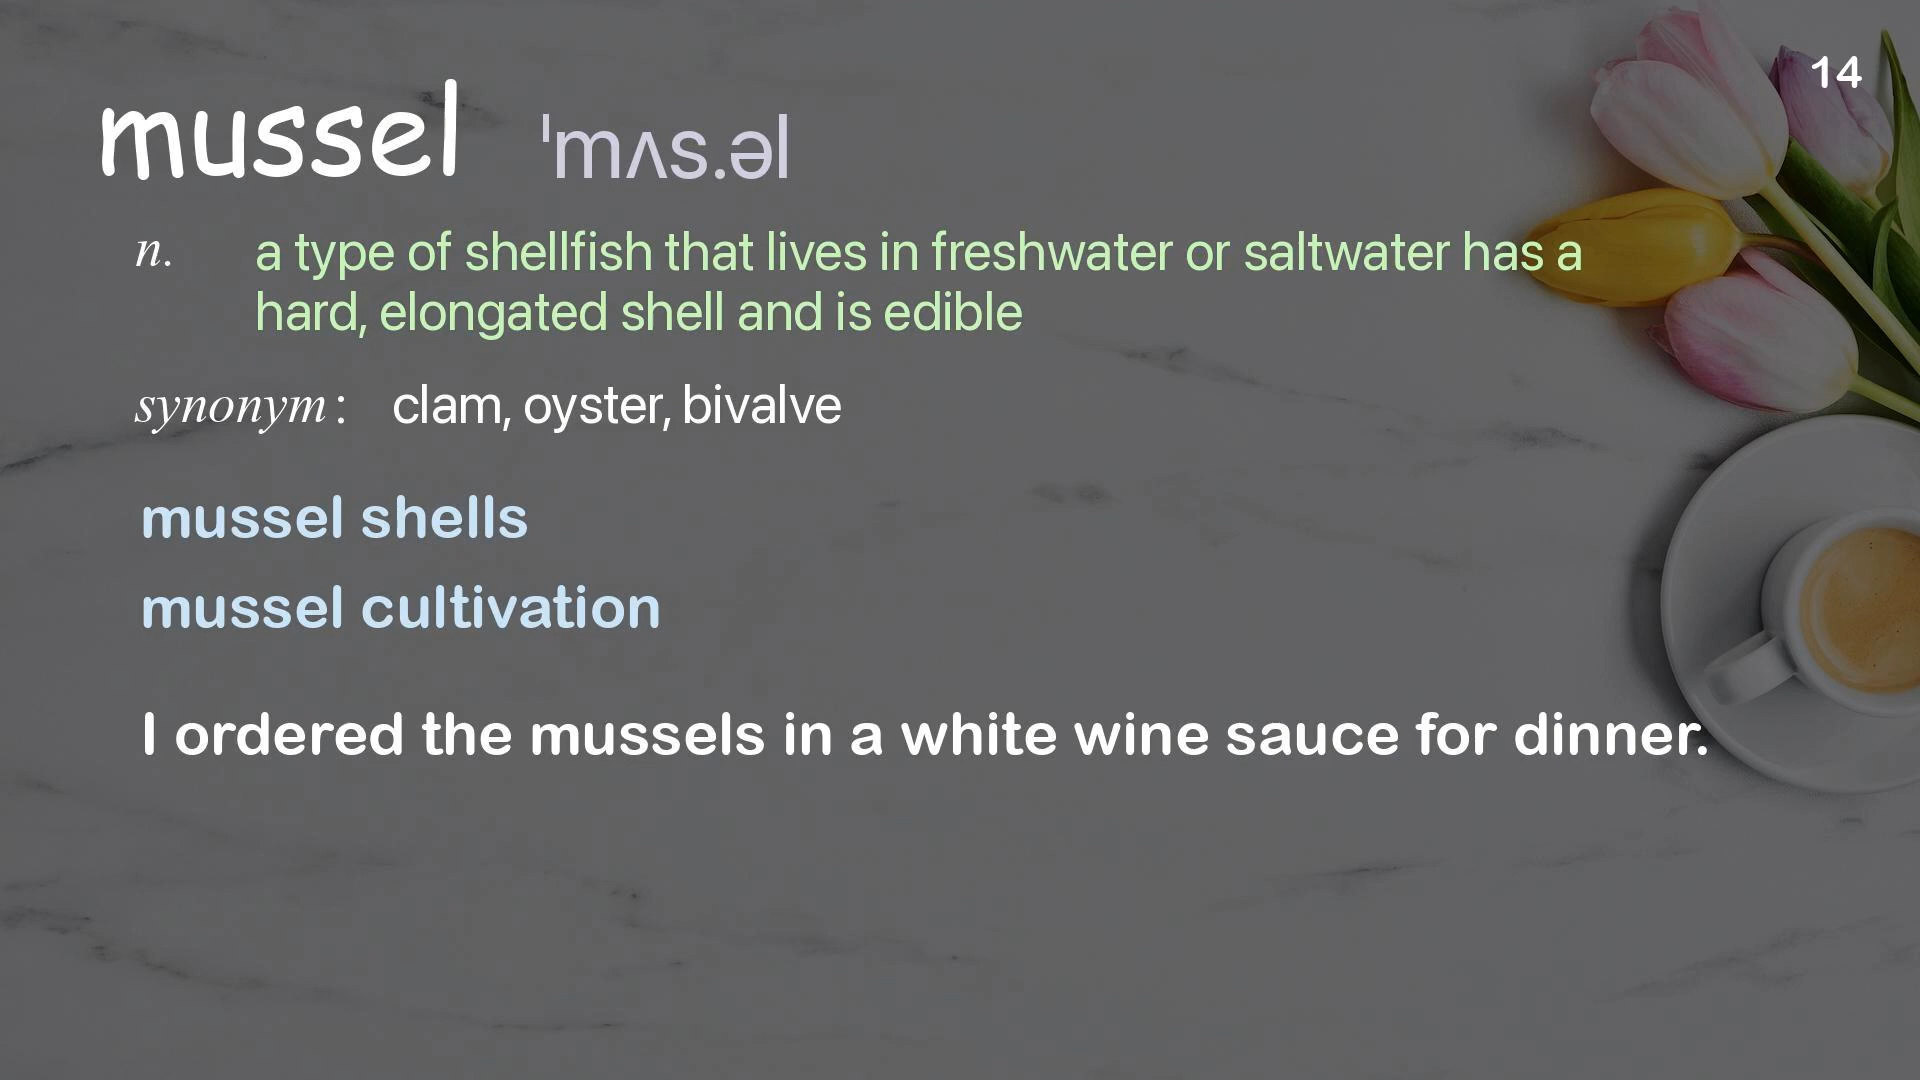 14
mussel ˈmʌs.əl
n. a type of shellfish that lives in freshwater or saltwater has a
hard, elongated shell and is edible
synonym: clam, oyster, bivalve
mussel shells
mussel cultivation
I ordered the mussels in a white wine sauce for dinner.